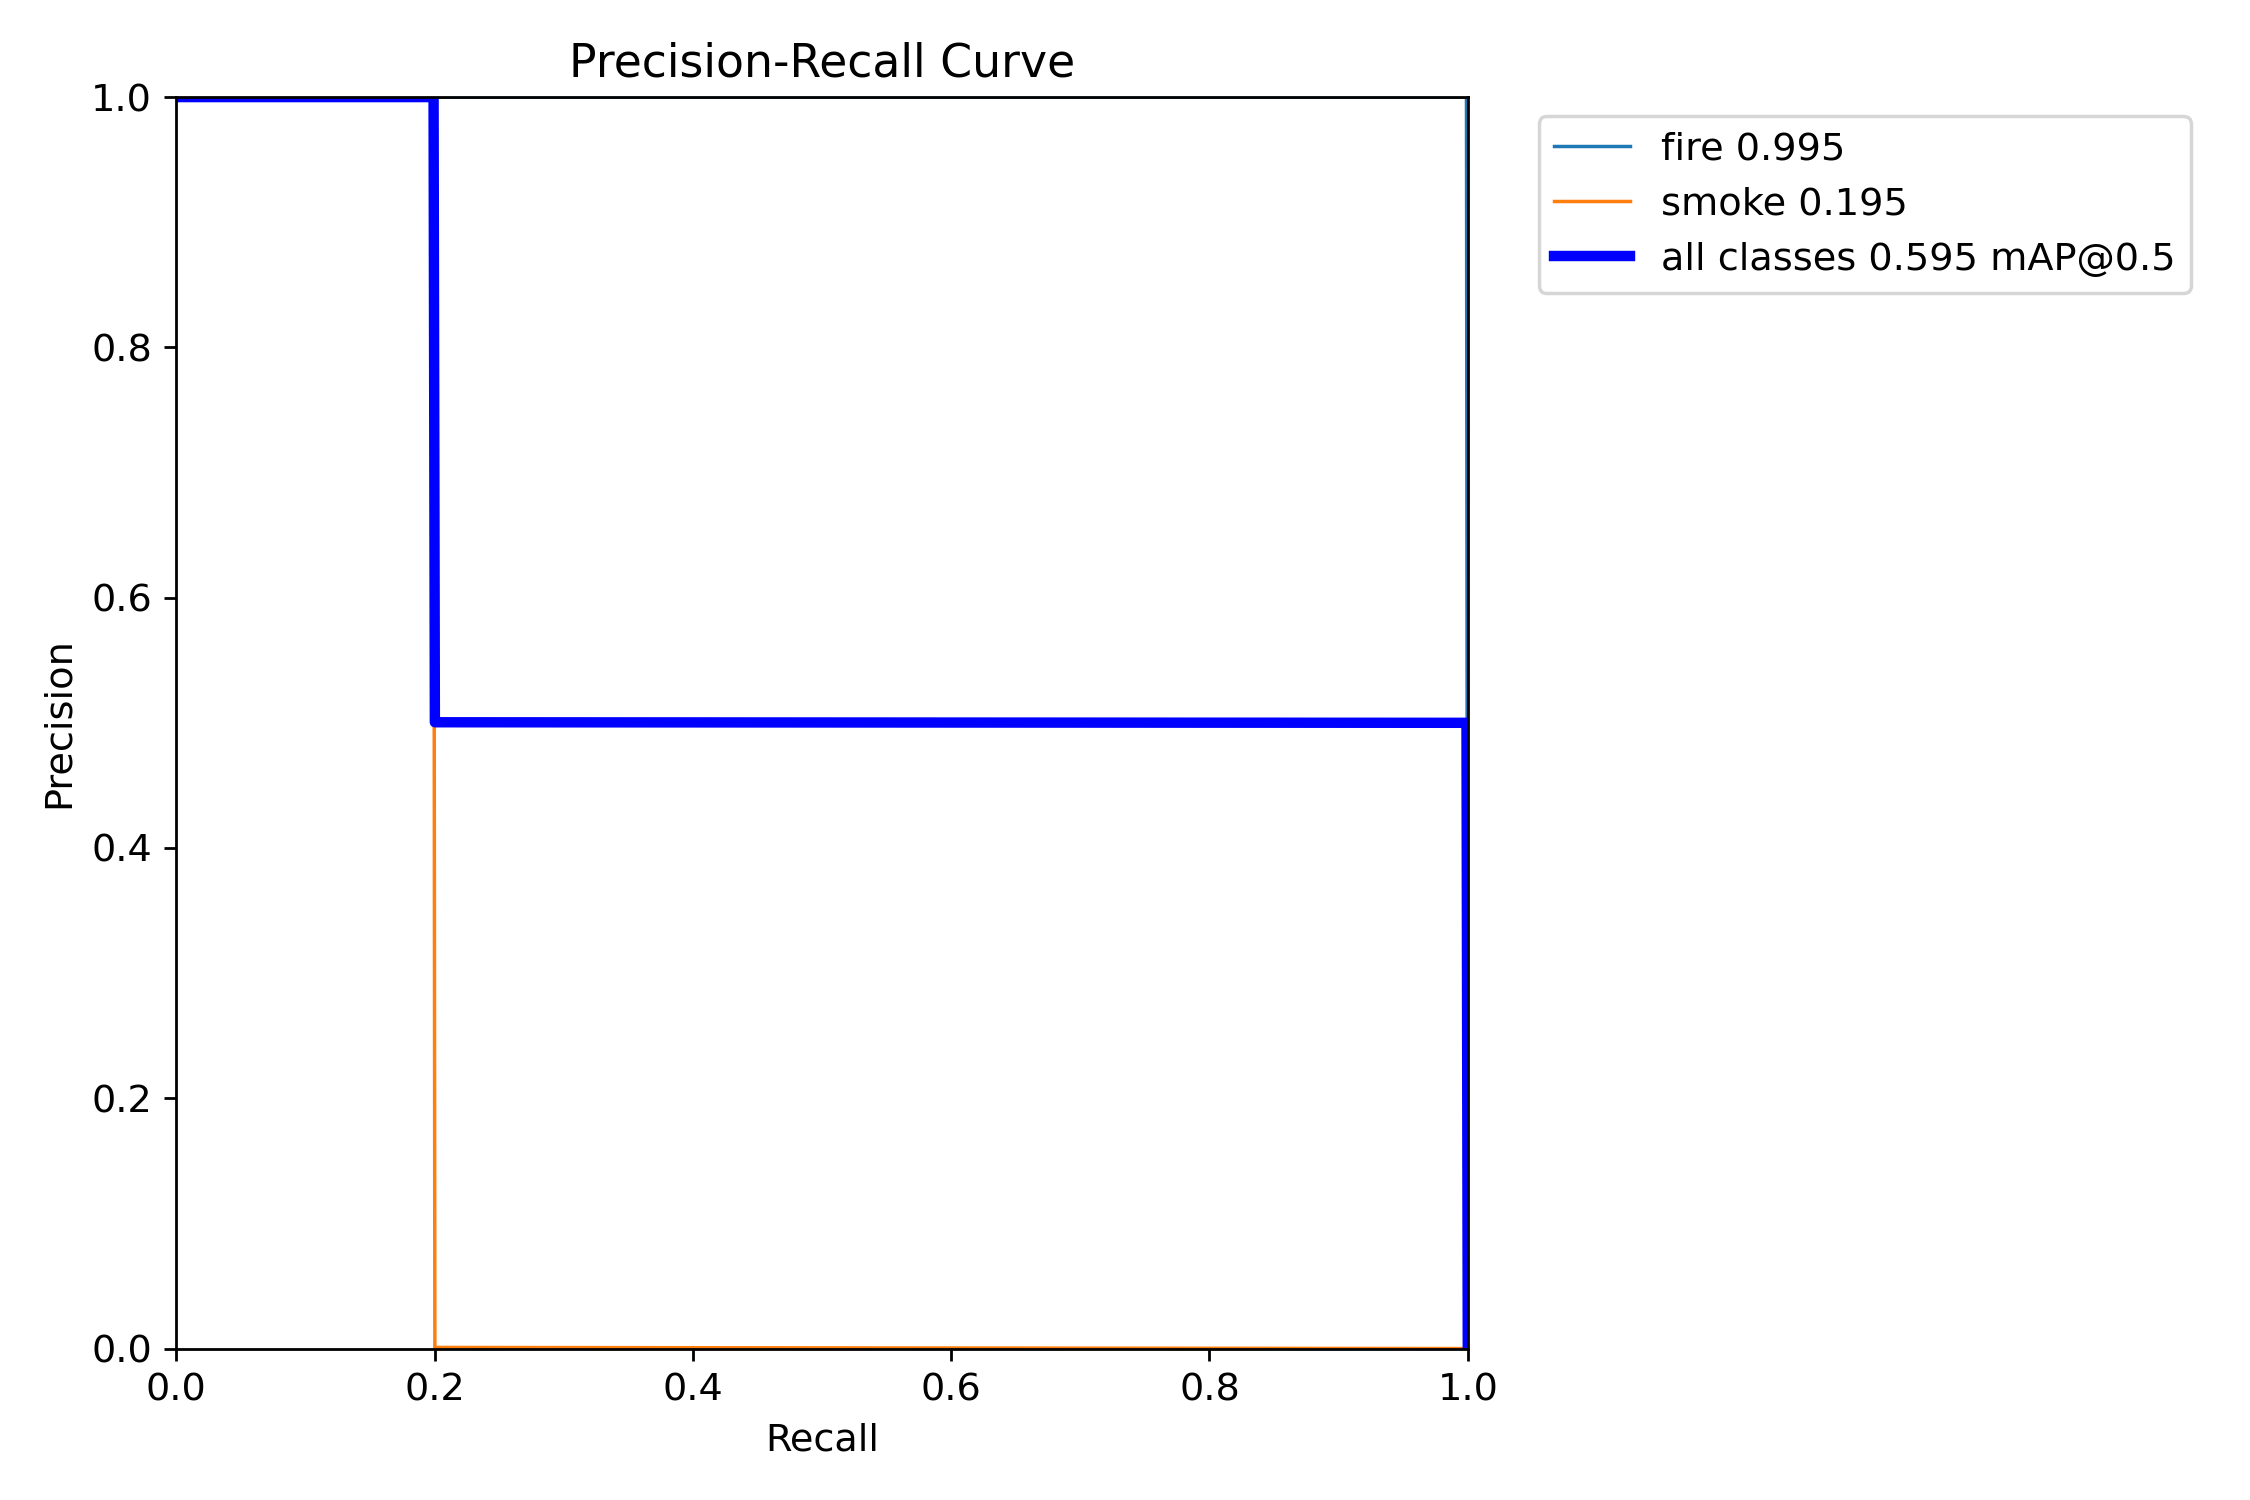 Precision-Recall Curve
1.0
0.8
0.6
0.4
0.2
0.0
Precision
0.0 0.2 0.4 0.6 0.8 1.0
Recall
fire 0.995
smoke 0.195
all classes 0.595 mAP@0.5